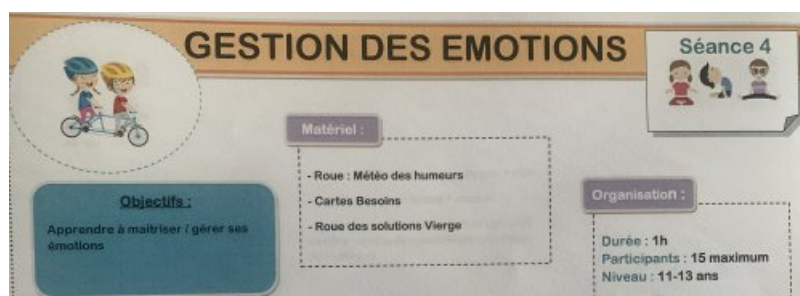 GESTION DES EMOTIONS
Séance 4
Matériel :
- Roue : Météo des humeurs
- Cartes Besoins
- Roue des solutions Vierge
Objectifs :
Apprendre à maitriser / gérer ses
émotions
Organisation :
Durée : 1h
Participants : 15 maximum
Niveau : 11-13 ans